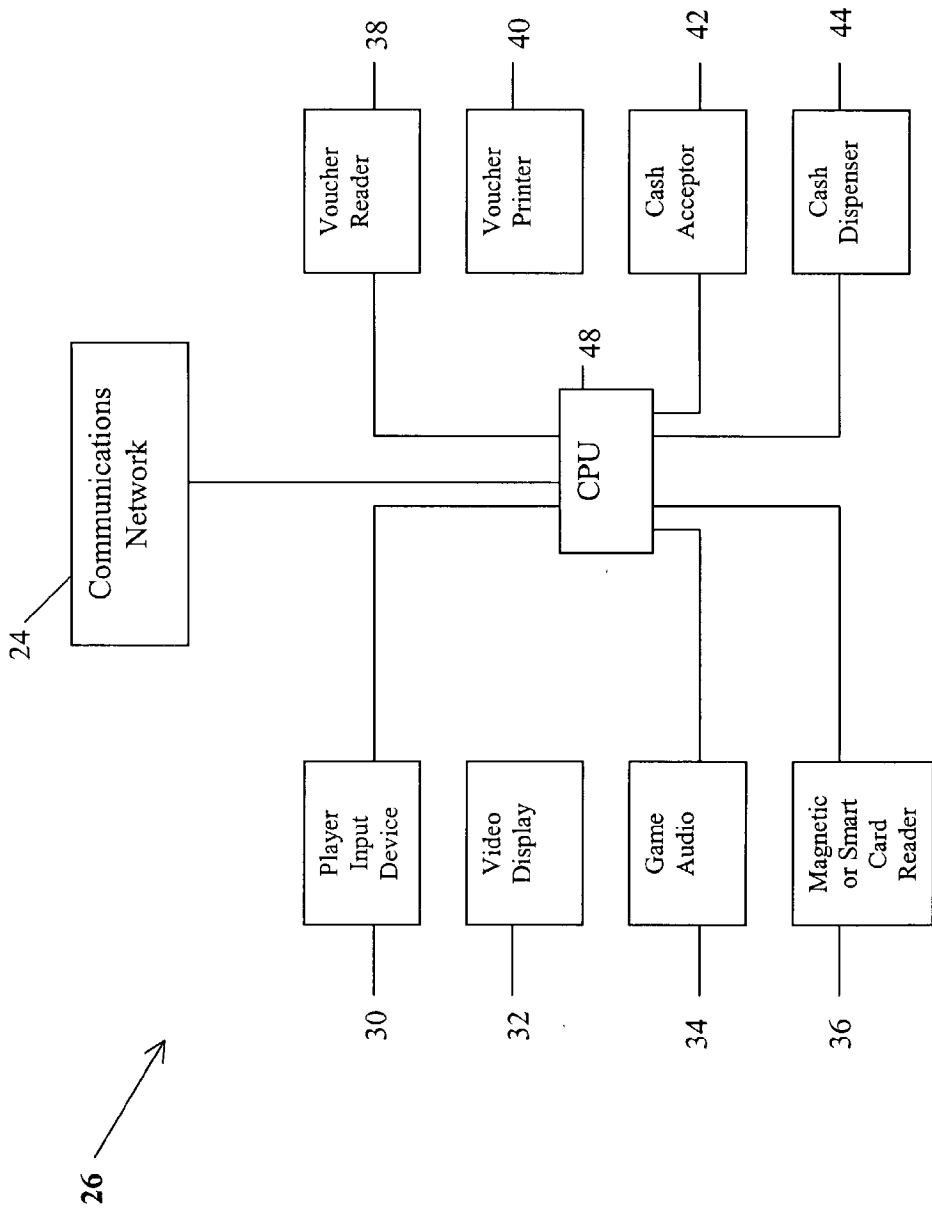 26
24
Communications
Network
30
Player
Input
Device
Voucher
Reader
38
32
Video
Display
Voucher
Printer
40
CPU
48
34
Game
Audio
Cash
Acceptor
42
36
Magnetic
or Smart
Card
Reader
Cash
Dispenser
44